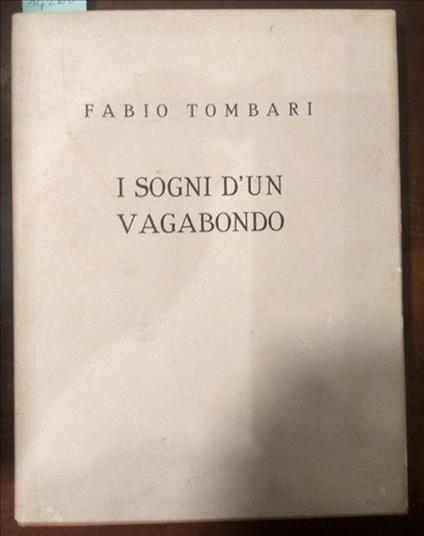 FABIO TOMBARI
I SOGNI D'UN
VAGABONDO